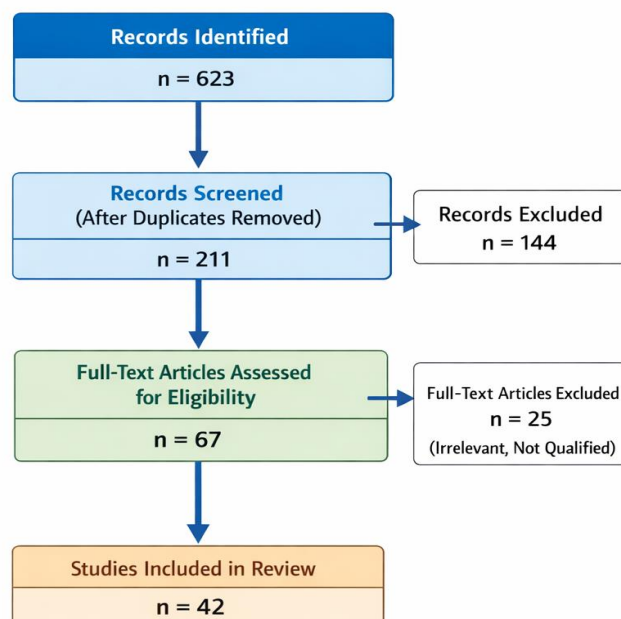 Records Identified
n = 623
Records Screened
(After Duplicates Removed)
n = 211
Records Excluded
n = 144
Full-Text Articles Assessed
for Eligibility
n = 67
Full-Text Articles Excluded
n = 25
(Irrelevant, Not Qualified)
Studies Included in Review
n = 42